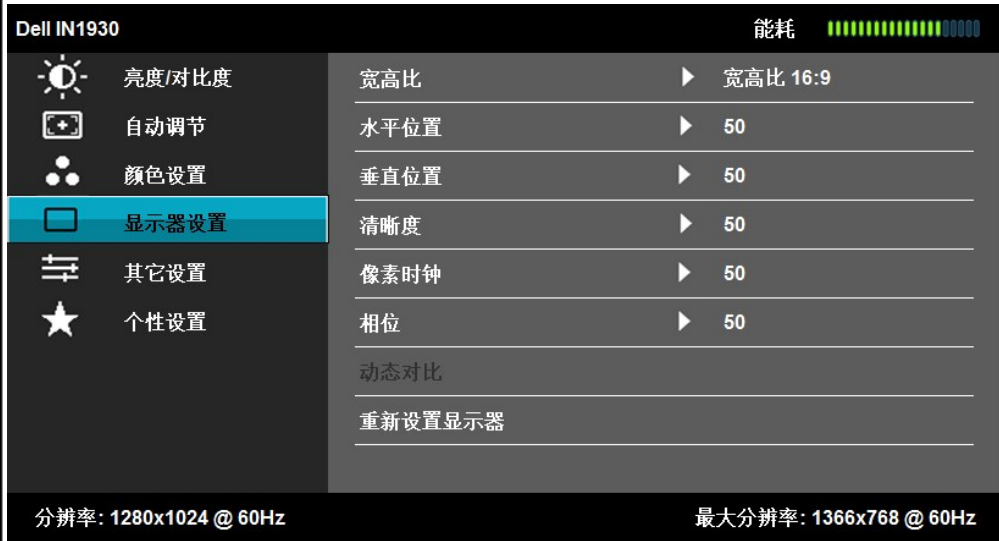 Dell IN1930 能耗
亮度/对比度
自动调节
颜色设置
显示器设置
其它设置
个性设置
宽高比 宽高比 16:9
水平位置 50
垂直位置 50
清晰度 50
像素时钟 50
相位 50
动态对比
重新设置显示器
分辨率: 1280x1024 @ 60Hz 最大分辨率: 1366x768 @ 60Hz